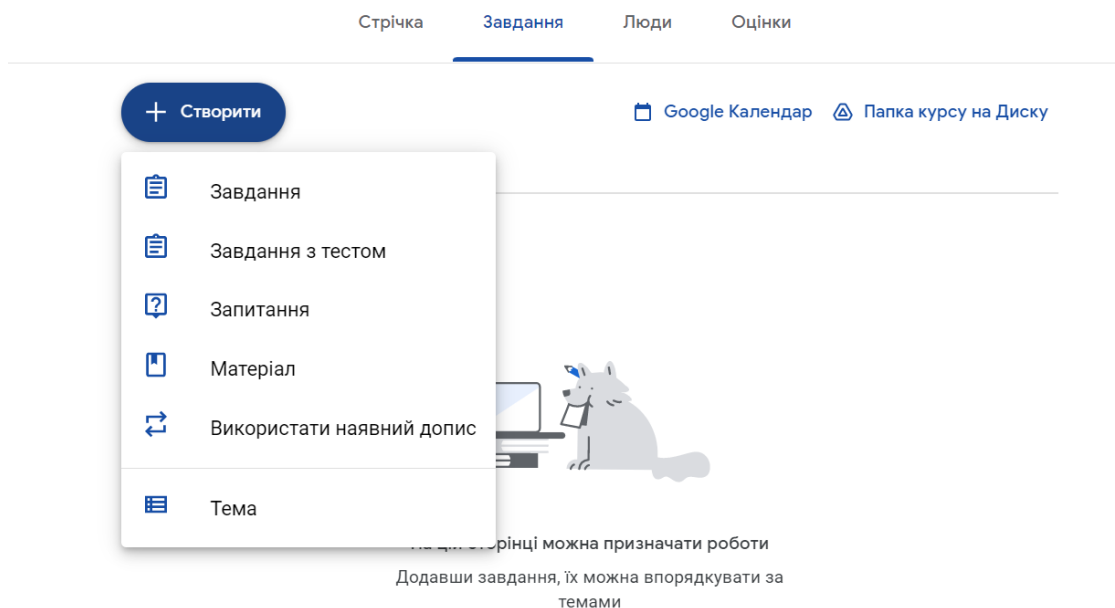 Стрічка Завдання Люди Оцінки
Створити
Google Календар Папка курсу на Диску
Завдання
Завдання з тестом
Запитання
Матеріал
Використати наявний допис
Тема
сторінці можна призначати роботи
Додавши завдання, їх можна впорядкувати за
темами